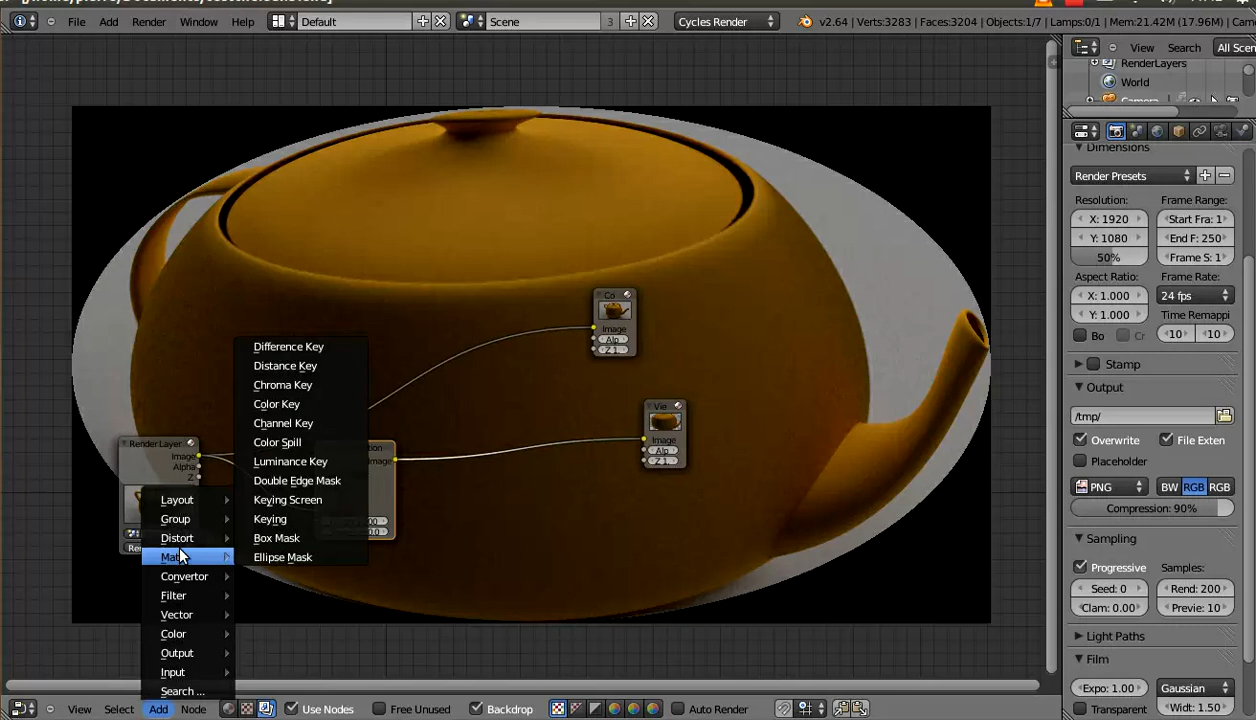 File Add Render Window Help Default Scene 3 Cycles Render v2.64 | Verts:3283 | Faces:3204 | Objects:1/7 | Lamps:0/1 | Mem:21.42M (17.96M) |
View Search All Scen
RenderLayers
World
Camera
Dimensions
Render Presets
Resolution: Frame Range:
X: 1920 Start Fra: 1
Y: 1080 End F: 250
50% Frame S: 1
Aspect Ratio: Frame Rate:
X: 1.000 24 fps
Y: 1.000 Time Remappi
Bo Cr 10 10
Stamp
Output
/tmp/
Overwrite File Exten
Placeholder
PNG BW RGB RGB
Compression: 90%
Sampling
Progressive Samples:
Seed: 0 Rend: 200
Clam: 0.00 Previe: 10
Light Paths
Film
Expo: 1.00 Gaussian
Transparent Widt: 1.50
Co
Image
Alp
Z 1.
Vie
Image
Alp
Z 1.
Render Layer
Image
Alpha
Z
Image
Difference Key
Distance Key
Chroma Key
Color Key
Channel Key
Color Spill
Luminance Key
Double Edge Mask
Keying Screen
Keying
Box Mask
Ellipse Mask
Layout
Group
Distort
Mat
Convertor
Filter
Vector
Color
Output
Input
Search ...
View Select Add Node Use Nodes Free Unused Backdrop Auto Render